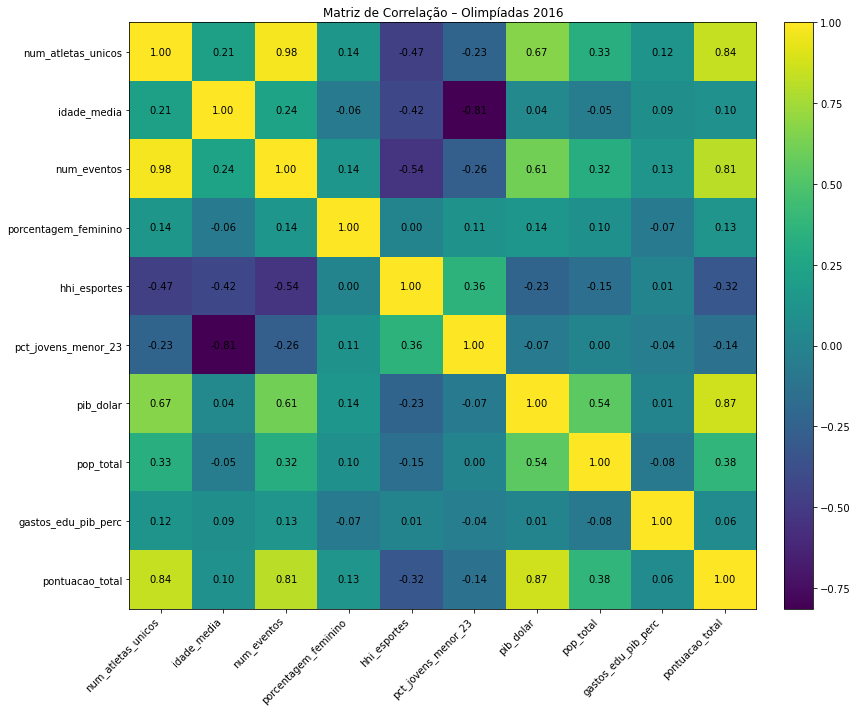 Matriz de Correlação – Olimpíadas 2016
num_atletas_unicos 1.00 0.21 0.98 0.14 -0.47 -0.23 0.67 0.33 0.12 0.84
idade_media 0.21 1.00 0.24 -0.06 -0.42 -0.81 0.04 -0.05 0.09 0.10
num_eventos 0.98 0.24 1.00 0.14 -0.54 -0.26 0.61 0.32 0.13 0.81
porcentagem_feminino 0.14 -0.06 0.14 1.00 0.00 0.11 0.14 0.10 -0.07 0.13
hhi_esportes -0.47 -0.42 -0.54 0.00 1.00 0.36 -0.23 -0.15 0.01 -0.32
pct_jovens_menor_23 -0.23 -0.81 -0.26 0.11 0.36 1.00 -0.07 0.00 -0.04 -0.14
pib_dolar 0.67 0.04 0.61 0.14 -0.23 -0.07 1.00 0.54 0.01 0.87
pop_total 0.33 -0.05 0.32 0.10 -0.15 0.00 0.54 1.00 -0.08 0.38
gastos_edu_pib_perc 0.12 0.09 0.13 -0.07 0.01 -0.04 0.01 -0.08 1.00 0.06
pontuacao_total 0.84 0.10 0.81 0.13 -0.32 -0.14 0.87 0.38 0.06 1.00
num_atletas_unicos
idade_media
num_eventos
porcentagem_feminino
hhi_esportes
pct_jovens_menor_23
pib_dolar
pop_total
gastos_edu_pib_perc
pontuacao_total
1.00
0.75
0.50
0.25
0.00
−0.25
−0.50
−0.75